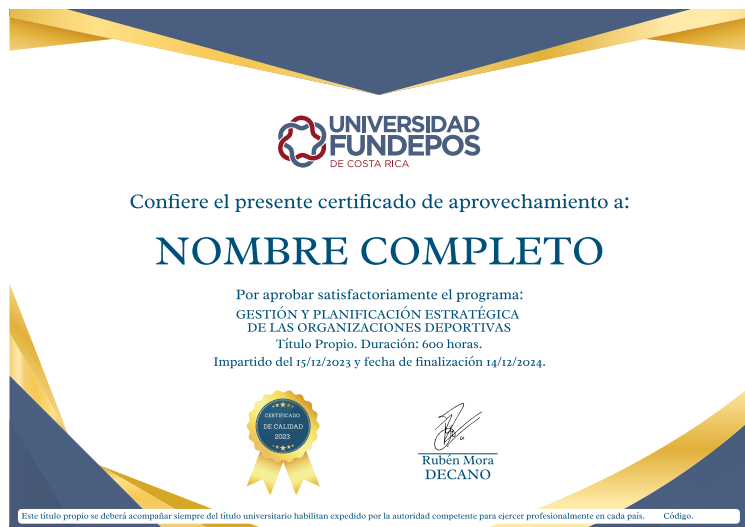 UNIVERSIDAD
FUNDEPOS
DE COSTA RICA
Confiere el presente certificado de aprovechamiento a:
NOMBRE COMPLETO
Por aprobar satisfactoriamente el programa:
GESTIÓN Y PLANIFICACIÓN ESTRATÉGICA
DE LAS ORGANIZACIONES DEPORTIVAS
Título Propio. Duración: 600 horas.
Impartido del 15/12/2023 y fecha de finalización 14/12/2024.
CERTIFICADO
DE CALIDAD
2023
Rubén Mora
DECANO
Este título propio se deberá acompañar siempre del título universitario habilitan expedido por la autoridad competente para ejercer profesionalmente en cada país. Código.